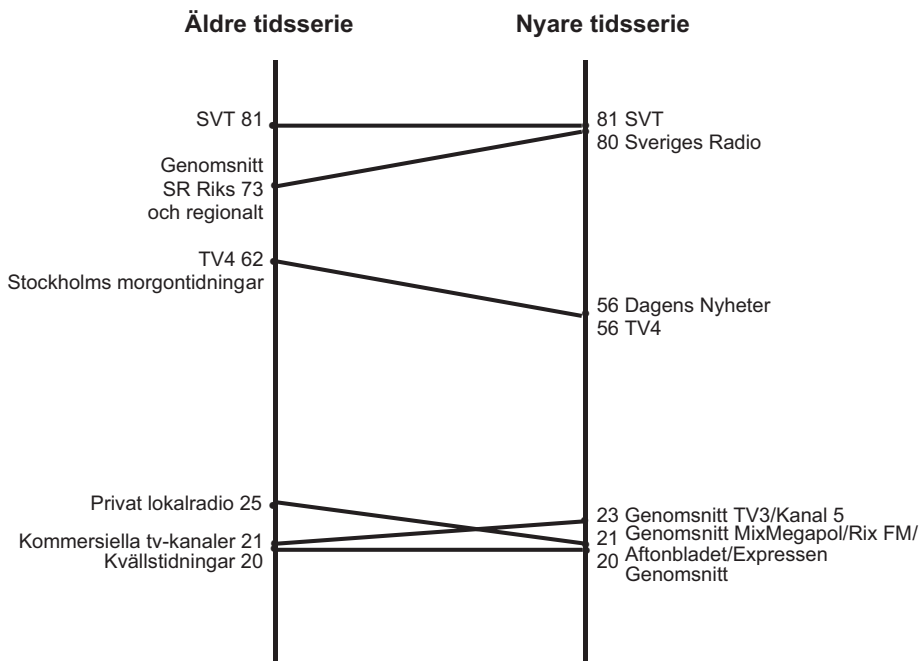 Äldre tidsserie
Nyare tidsserie
SVT 81
Genomsnitt
SR Riks 73
och regionalt
TV4 62
Stockholms morgontidningar
Privat lokalradio 25
Kommersiella tv-kanaler 21
Kvällstidningar 20
81 SVT
80 Sveriges Radio
56 Dagens Nyheter
56 TV4
23 Genomsnitt TV3/Kanal 5
21 Genomsnitt MixMegapol/Rix FM/
20 Aftonbladet/Expressen
Genomsnitt